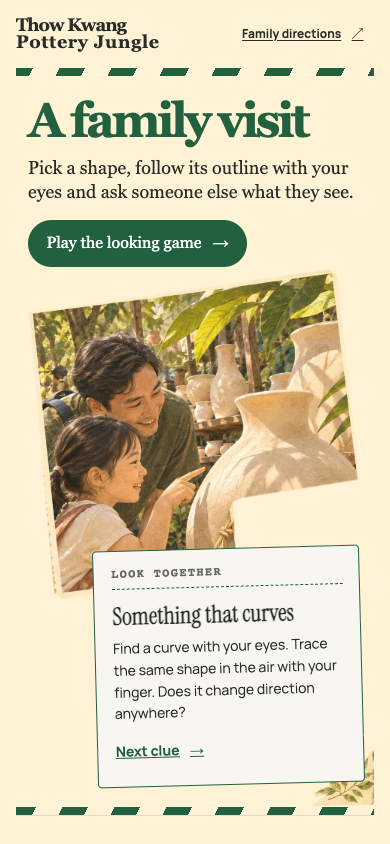 Thow Kwang
Pottery Jungle
Family directions ↗
A family visit
Pick a shape, follow its outline with your
eyes and ask someone else what they see.
Play the looking game →
LOOK TOGETHER
Something that curves
Find a curve with your eyes. Trace
the same shape in the air with your
finger. Does it change direction
anywhere?
Next clue →